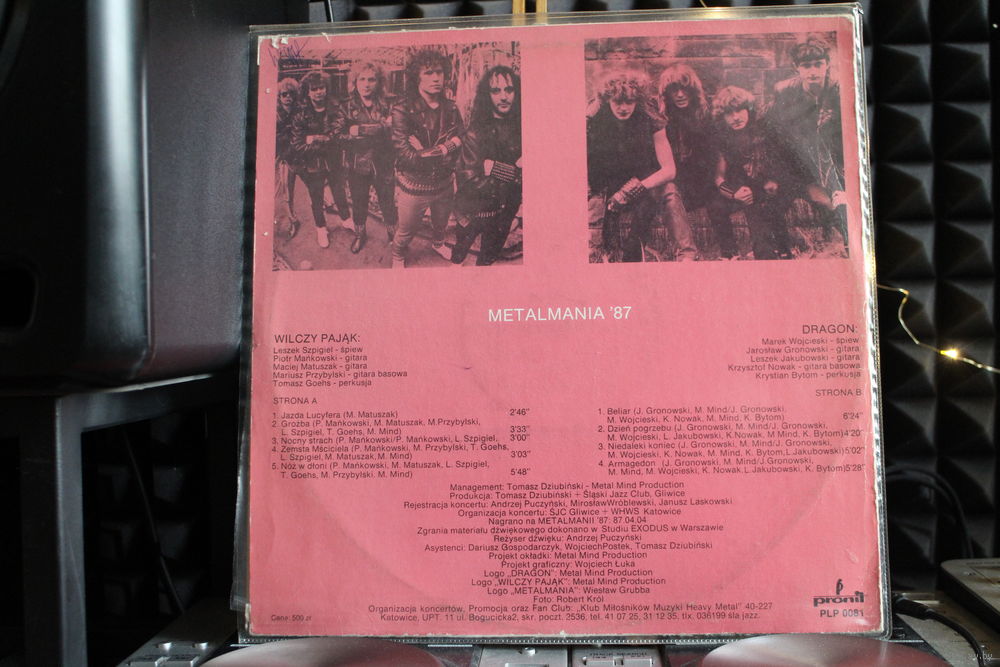 METALMANIA '87
WILCZY PAJĄK:
Leszek Szpigiel - śpiew
Piotr Mańkowski - gitara
Maciej Matuszak - gitara
Mariusz Przybylski - gitara basowa
Tomasz Goehs - perkusja
DRAGON:
Marek Wojcieski - śpiew
Jarosław Gronowski - gitara
Leszek Jakubowski - gitara
Krzysztof Nowak - gitara basowa
Krystian Bytom - perkusja
STRONA A
1. Jazda Lucyfera (M. Matuszak) 2'46"
2. Groźba (P. Mańkowski, M. Matuszak, M.Przybylski,
L. Szpigiel, T. Goehs, M. Mind) 3'33"
3. Nocny strach (P. Mańkowski/P. Mańkowski, L. Szpigiel, 3'00"
4. Zemsta Mściciela (P. Mańkowski, M. Przybylski, T. Goehs,
L. Szpigiel, M. Matuszak, M. Mind) 3'03"
5. Nóż w dłoni (P. Mańkowski, M. Matuszak, L. Szpigiel,
T. Goehs, M. Przybylski. M. Mind) 5'48"
STRONA B
1. Beliar (J. Gronowski, M. Mind/J. Gronowski,
M. Wojcieski, K. Nowak, M. Mind, K. Bytom) 6'24"
2. Dzień pogrzebu (J. Gronowski, M. Mind/J. Gronowski,
M. Wojcieski, L. Jakubowski, K. Nowak, M Mind, K. Bytom) 4'20"
3. Niedaleki koniec (J. Gronowski, M. Mind/J. Gronowski,
M. Wojcieski, K. Nowak, M. Mind, K. Bytom, L.Jakubowski) 5'02"
4. Armagedon (J. Gronowski, M. Mind/J.Gronowski,
M. Mind, M. Wojcieski, K. Nowak L.Jakubowski, K. Bytom) 5'28"
Management: Tomasz Dziubiński - Metal Mind Production
Produkcja: Tomasz Dziubiński + Śląski Jazz Club, Gliwice
Rejestracja koncertu: Andrzej Puczyński, MirosławWróblewski, Janusz Laskowski
Organizacja koncertu: ŚJC Gliwice + WHWS Katowice
Nagrano na METALMANII '87: 87.04.04
Zgrania materiału dźwiękowego dokonano w Studiu EXODUS w Warszawie
Reżyser dźwięku: Andrzej Puczyński
Asystenci: Dariusz Gospodarczyk, WojciechPostek, Tomasz Dziubiński
Projekt okładki: Metal Mind Production
Projekt graficzny: Wojciech Łuka
Logo „DRAGON": Metal Mind Production
Logo „WILCZY PAJĄK": Metal Mind Production
Logo „METALMANIA": Wiesław Grubba
Foto: Robert Król
Organizacja koncertów, Promocja oraz Fan Club: „Klub Miłośników Muzyki Heavy Metal" 40-227
Katowice, UPT. 11 ul. Bogucicka2, skr. poczt. 2536, tel. 41 07 25, 31 12 35, tlx. 036199 śla jazz.
Cena: 500 zł
pronit
PLP 0081